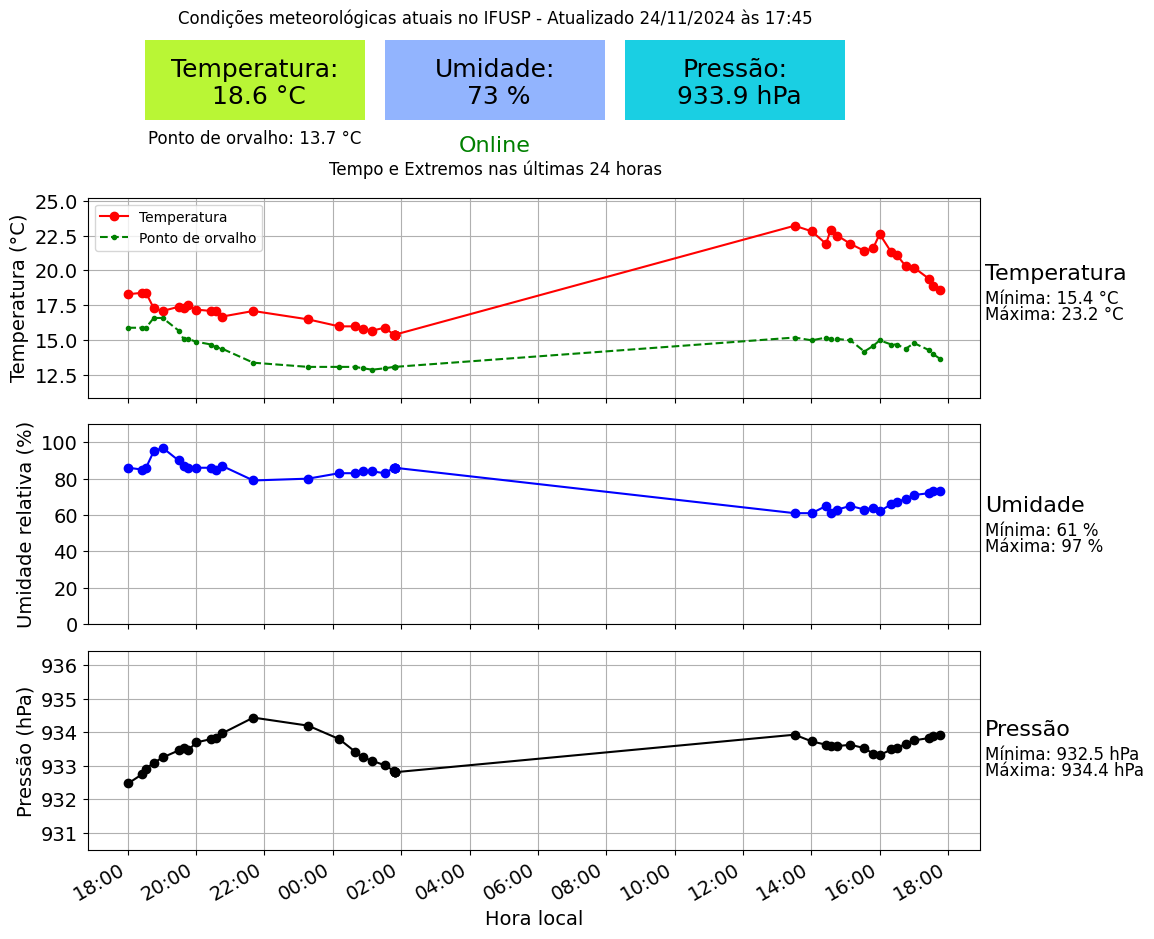 Condições meteorológicas atuais no IFUSP - Atualizado 24/11/2024 às 17:45
Temperatura:
18.6 °C
Umidade:
73 %
Pressão:
933.9 hPa
Ponto de orvalho: 13.7 °C
Online
Tempo e Extremos nas últimas 24 horas
Temperatura (°C)
25.0
22.5
20.0
17.5
15.0
12.5
Temperatura
Ponto de orvalho
Temperatura
Mínima: 15.4 °C
Máxima: 23.2 °C
Umidade relativa (%)
100
80
60
40
20
0
Umidade
Mínima: 61 %
Máxima: 97 %
Pressão (hPa)
936
935
934
933
932
931
Pressão
Mínima: 932.5 hPa
Máxima: 934.4 hPa
18:00
20:00
22:00
00:00
02:00
04:00
06:00
08:00
10:00
12:00
14:00
16:00
18:00
Hora local